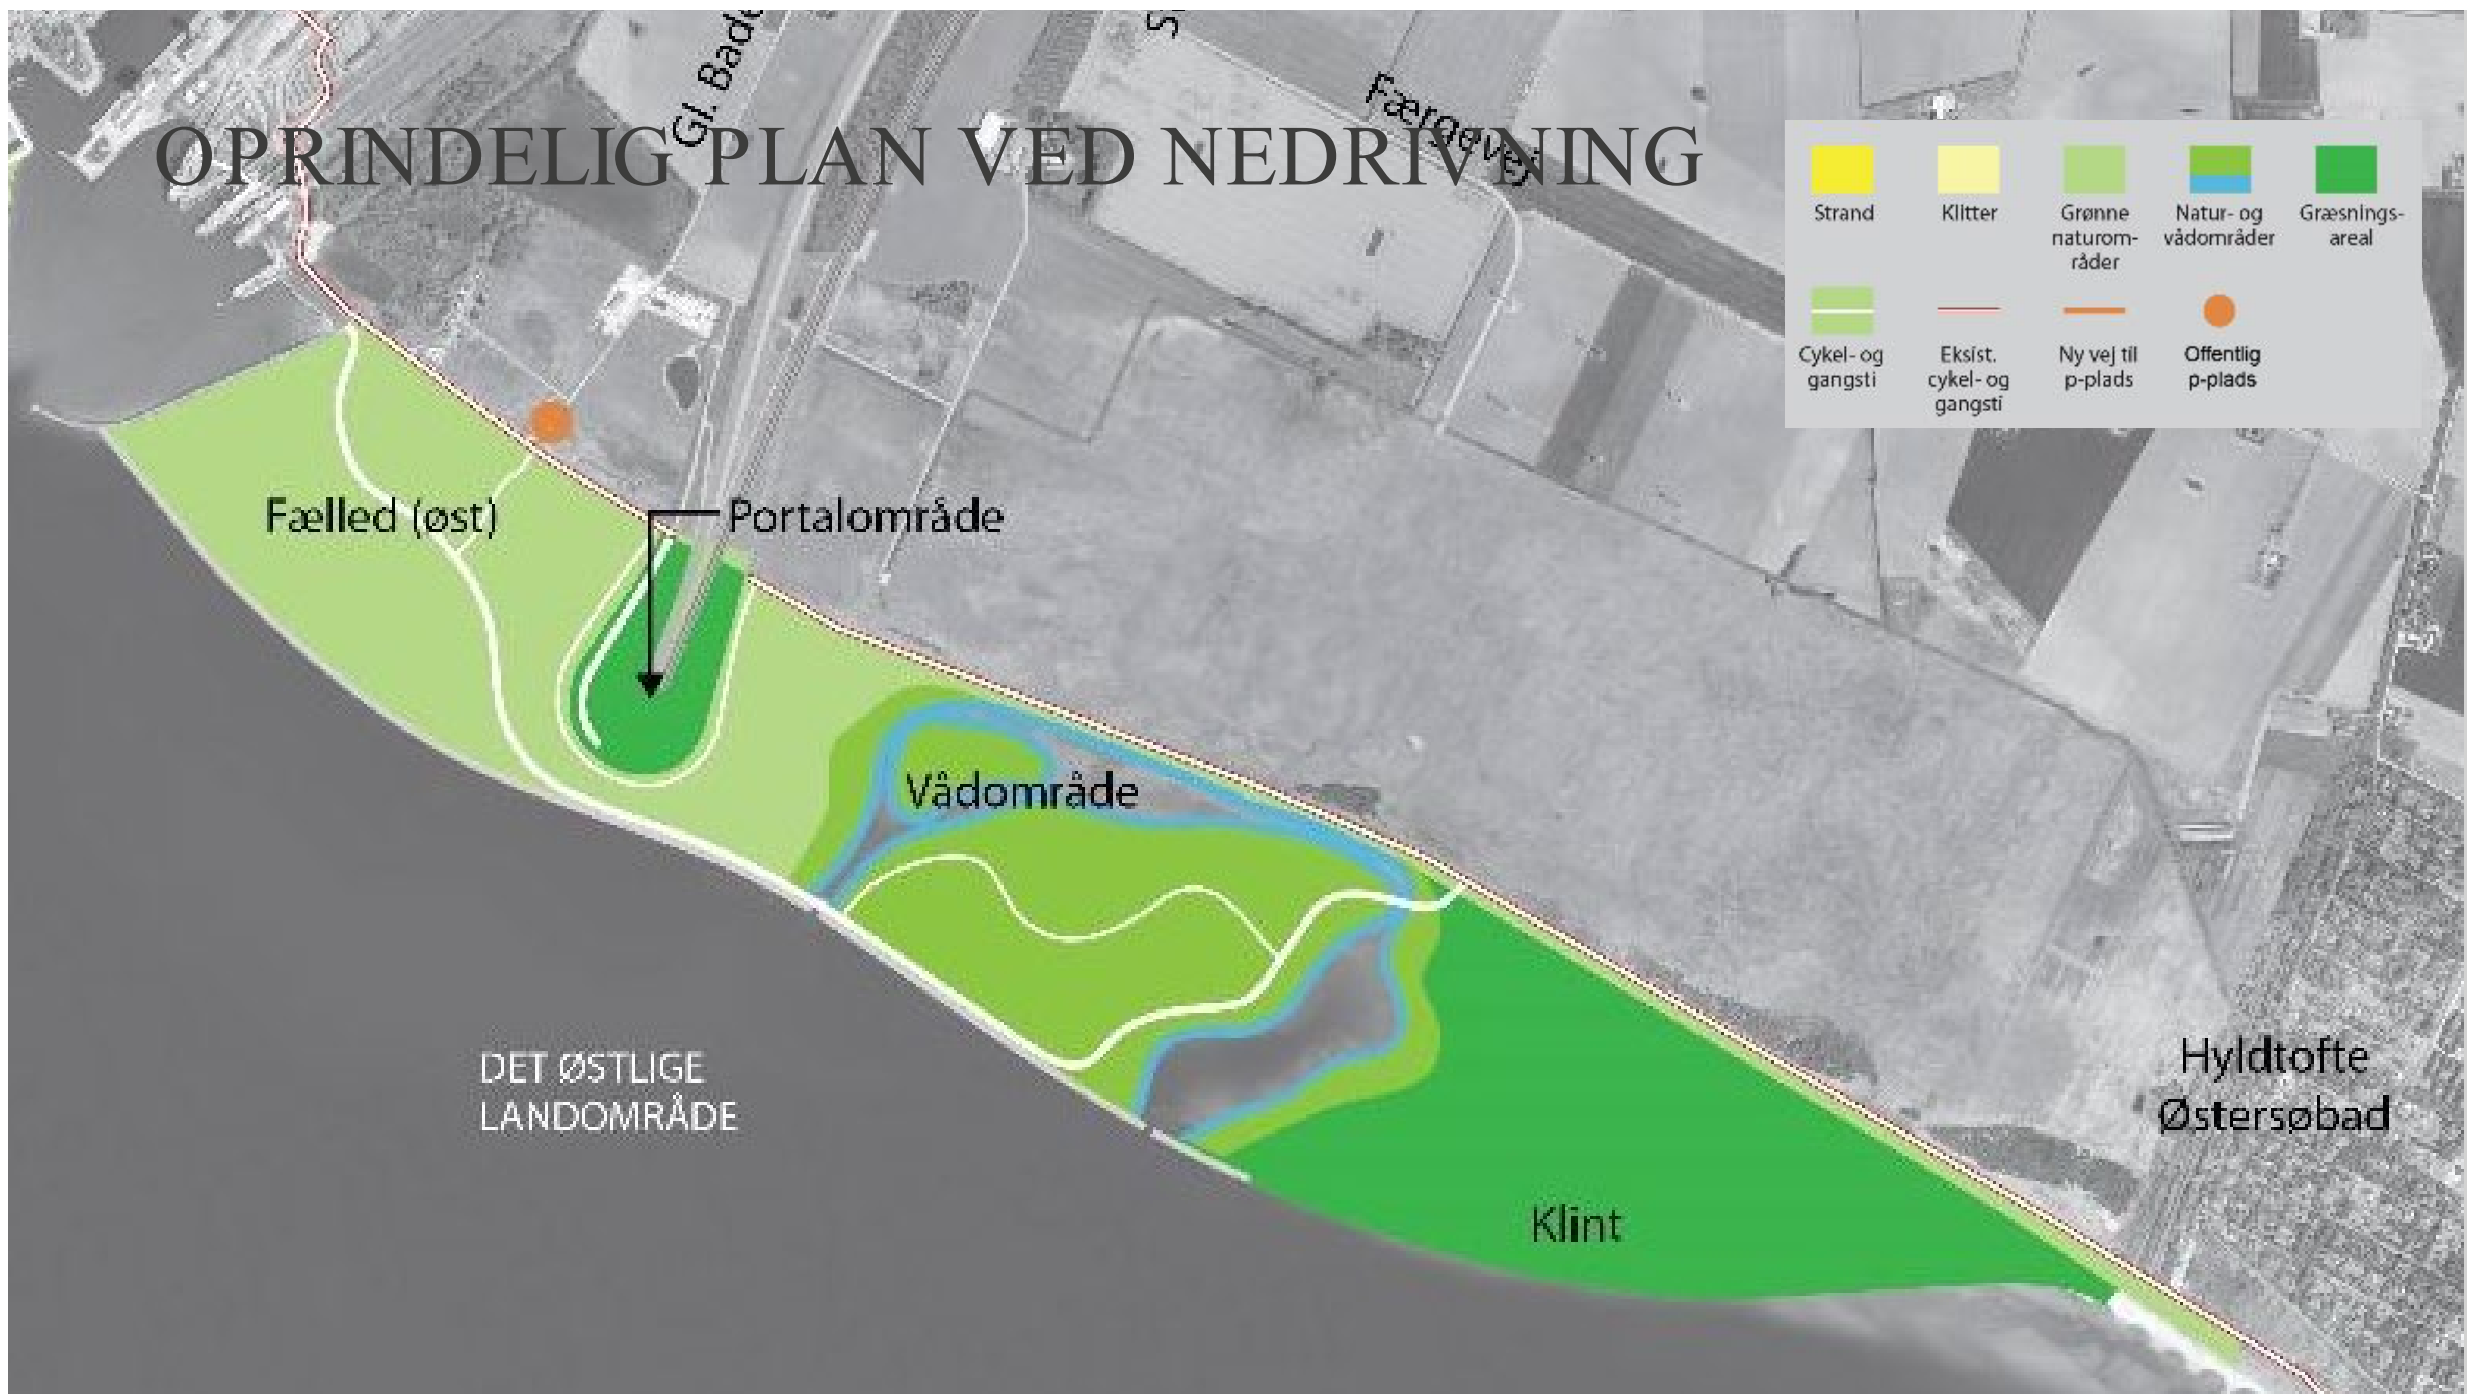 Gl. Bade
Færgevej
OPRINDELIG PLAN VED NEDRIVNING
Strand
Klitter
Grønne
naturom-
råder
Natur- og
vådområder
Græsnings-
areal
Cykel- og
gangsti
Eksist.
cykel- og
gangsti
Ny vej til
p-plads
Offentlig
p-plads
Fælled (øst)
Portalområde
Vådområde
DET ØSTLIGE
LANDOMRÅDE
Hyldtofte
Østersøbad
Klint